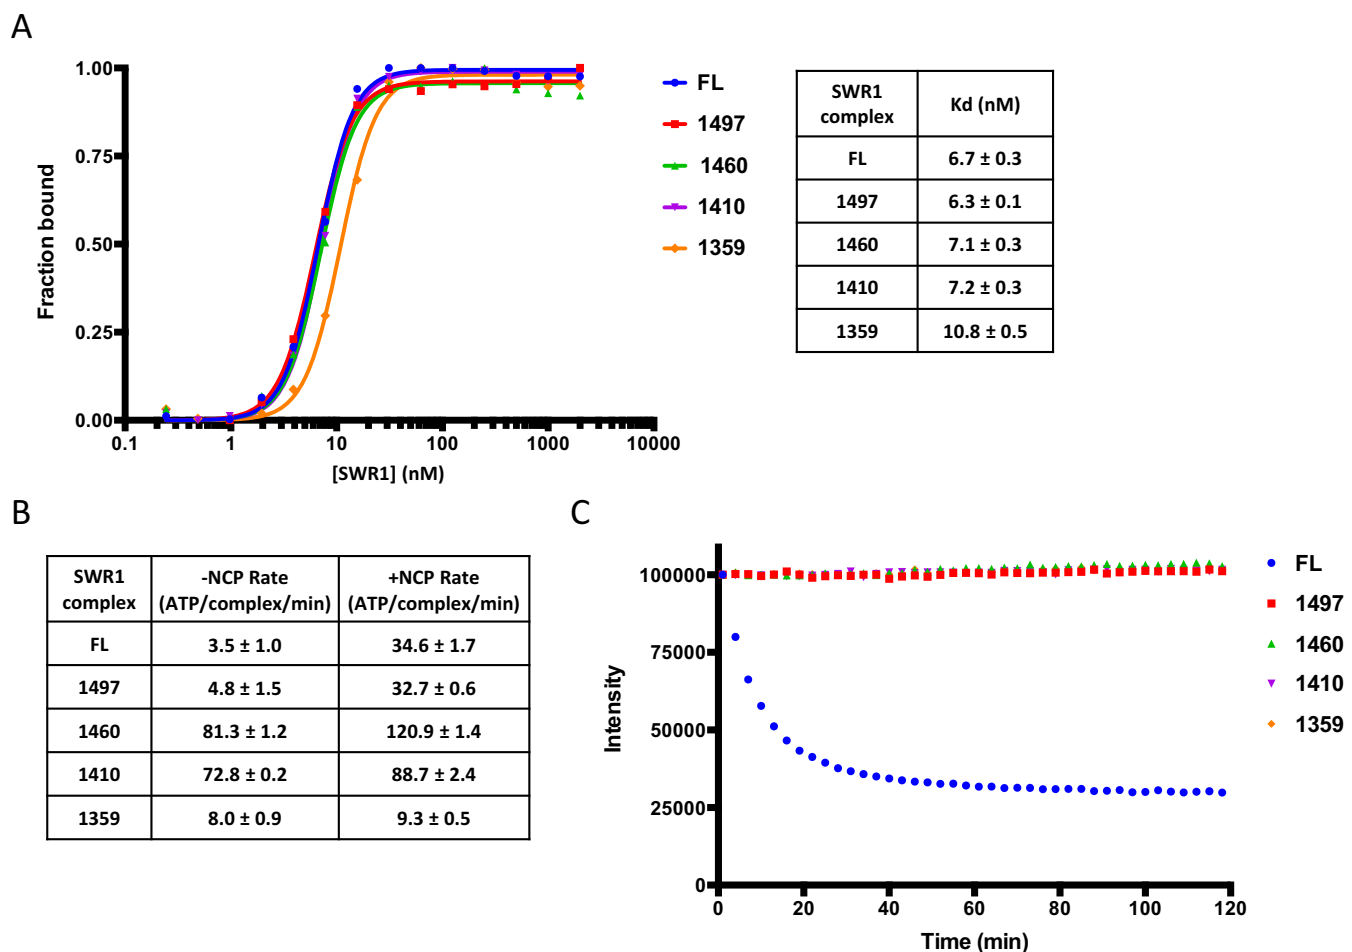 A
1.00
0.75
0.50
0.25
0.00
Fraction bound
0.1
1
10
100
1000
10000
[SWR1] (nM)
FL
1497
1460
1410
1359
SWR1 complex Kd (nM)
FL 6.7 ± 0.3
1497 6.3 ± 0.1
1460 7.1 ± 0.3
1410 7.2 ± 0.3
1359 10.8 ± 0.5
B
SWR1 -NCP Rate +NCP Rate
complex (ATP/complex/min) (ATP/complex/min)
FL 3.5 ± 1.0 34.6 ± 1.7
1497 4.8 ± 1.5 32.7 ± 0.6
1460 81.3 ± 1.2 120.9 ± 1.4
1410 72.8 ± 0.2 88.7 ± 2.4
1359 8.0 ± 0.9 9.3 ± 0.5
C
100000
75000
50000
25000
0
Intensity
0 20 40 60 80 100 120
Time (min)
FL
1497
1460
1410
1359